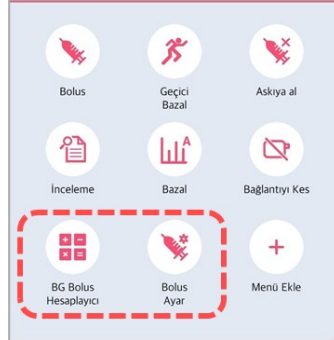 Bolus
Geçici
Bazal
Askıya al
İnceleme
A
Bazal
Bağlantıyı Kes
BG Bolus
Hesaplayıcı
Bolus
Ayar
Menü Ekle